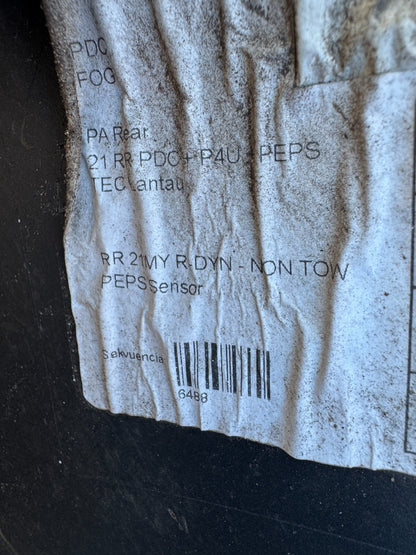 PDC
FOG
PA Rear
21 RR PDC + P4U - PEPS
TEC Lantau
RR 21MY R-DYN - NON TOW
PEPS Sensor
Sekvuencia
6488